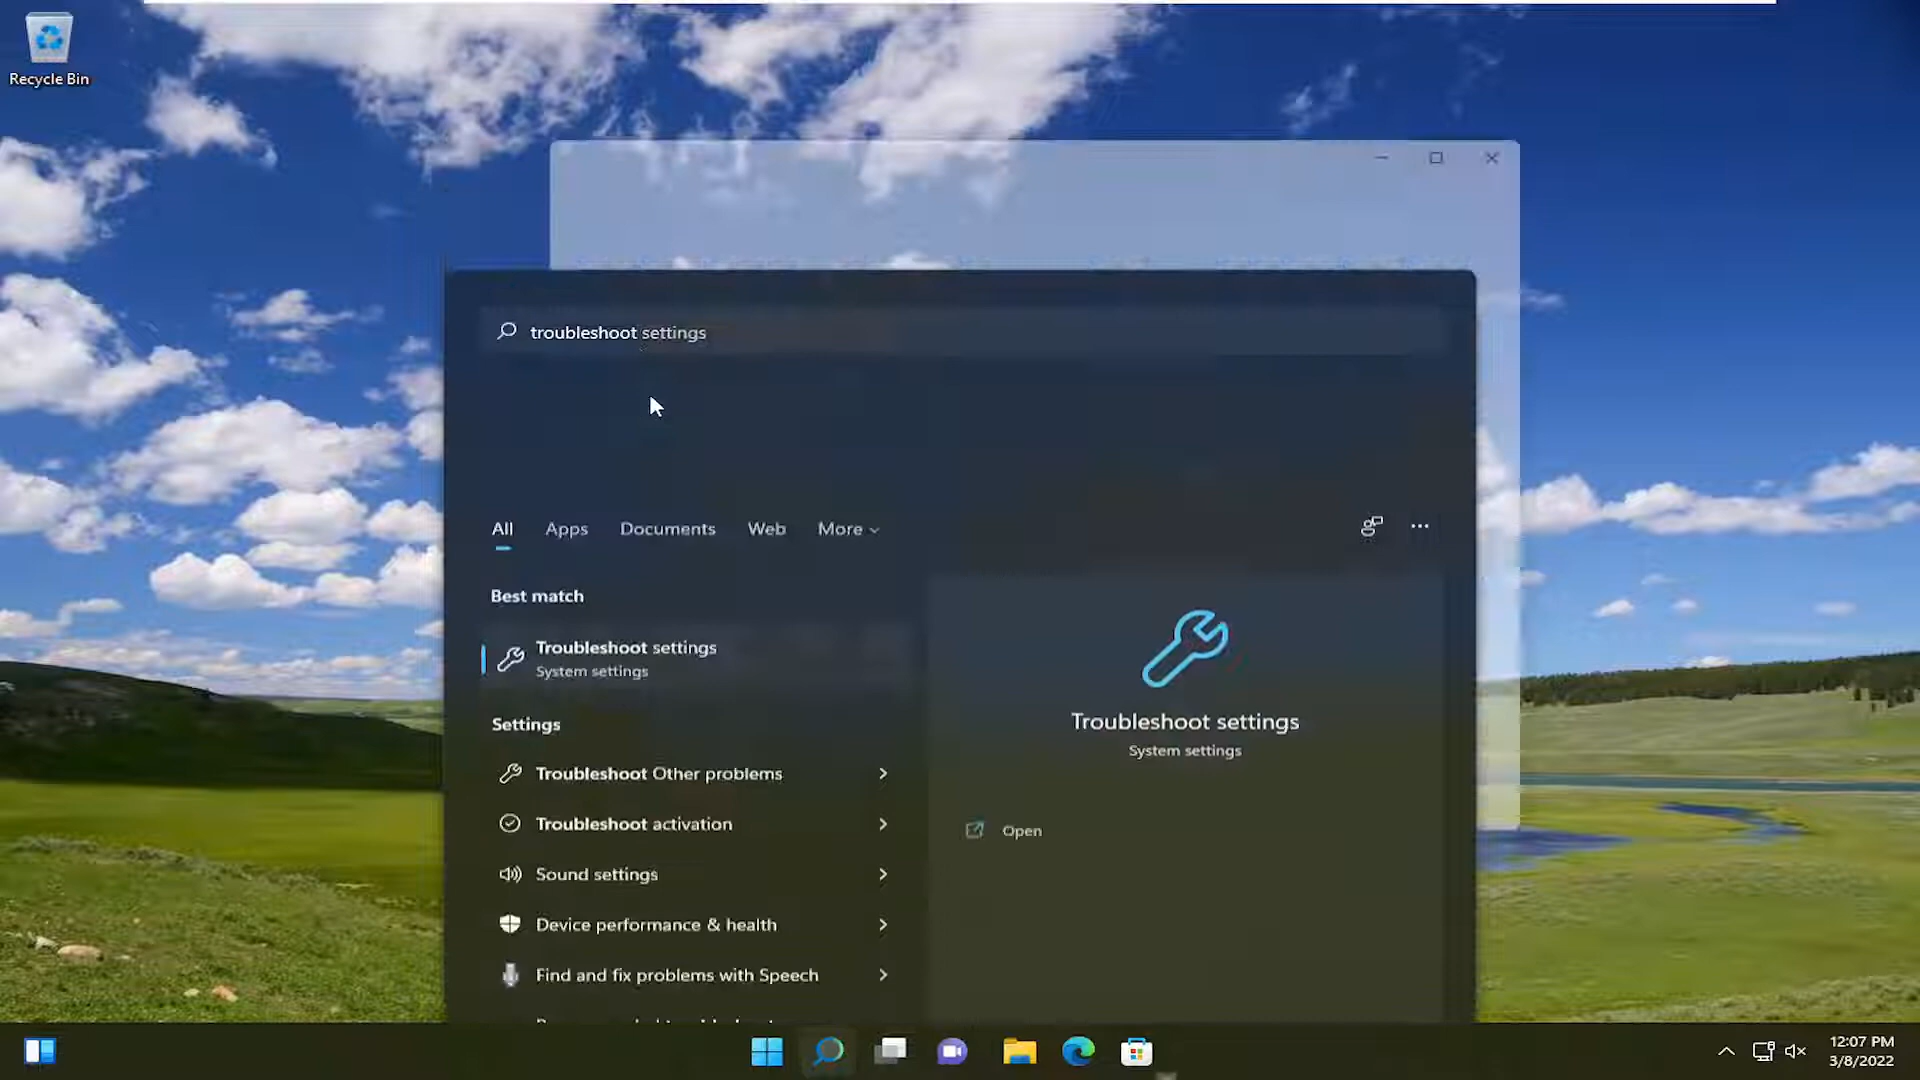 Recycle Bin
troubleshoot settings
All Apps Documents Web More
Best match
Troubleshoot settings
System settings
Settings
Troubleshoot Other problems
Troubleshoot activation
Sound settings
Device performance & health
Find and fix problems with Speech
Troubleshoot settings
System settings
Open
12:07 PM
3/8/2022